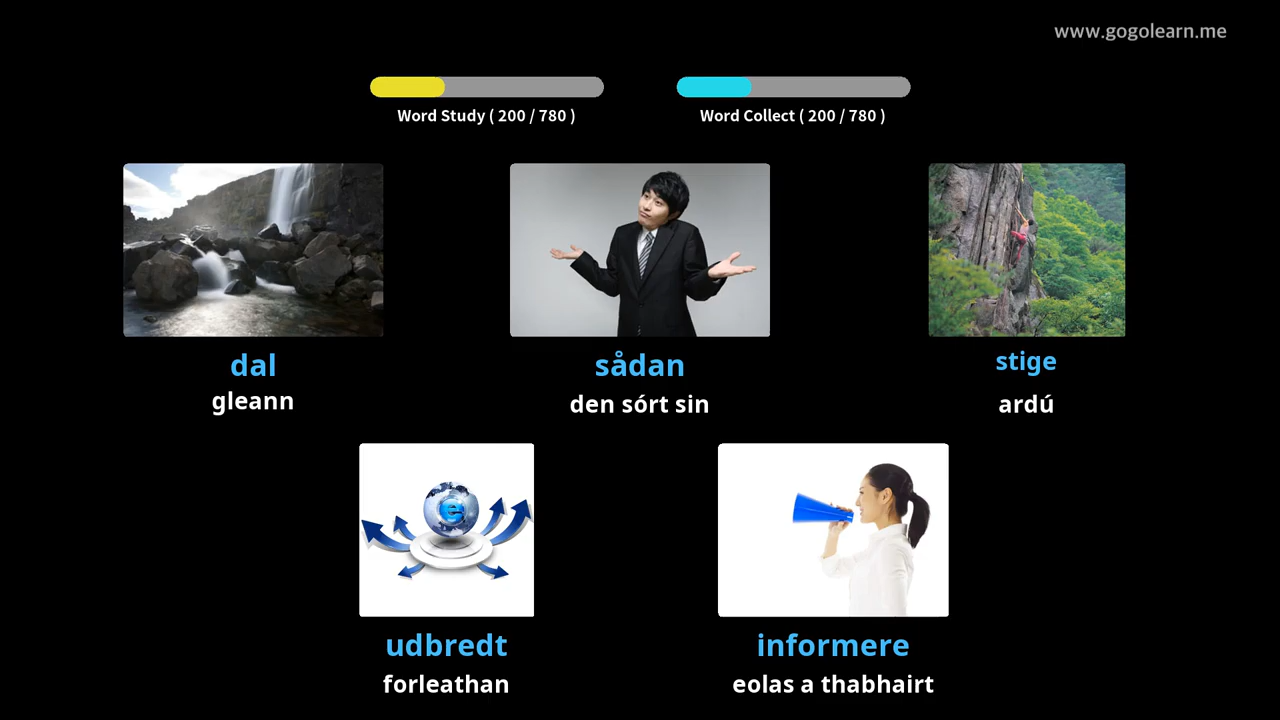 www.gogolearn.me
Word Study ( 200 / 780 )
Word Collect ( 200 / 780 )
dal
gleann
sådan
den sórt sin
stige
ardú
e
udbredt
forleathan
informere
eolas a thabhairt